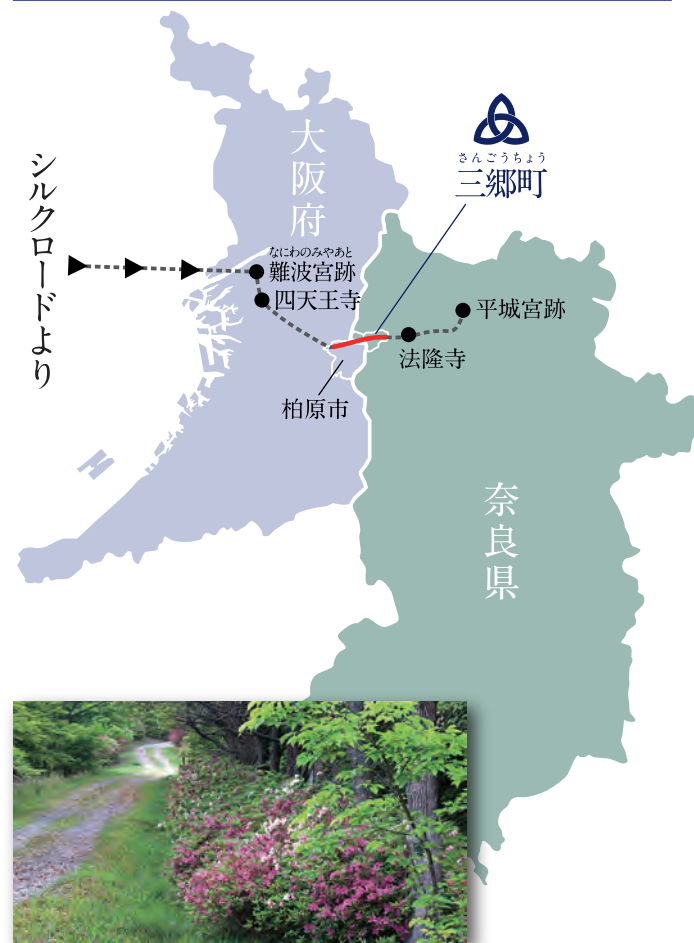 大阪府
さんごうちょう
三郷町
シルクロードより
なにわのみやあと
難波宮跡
四天王寺
平城宮跡
法隆寺
柏原市
奈良県